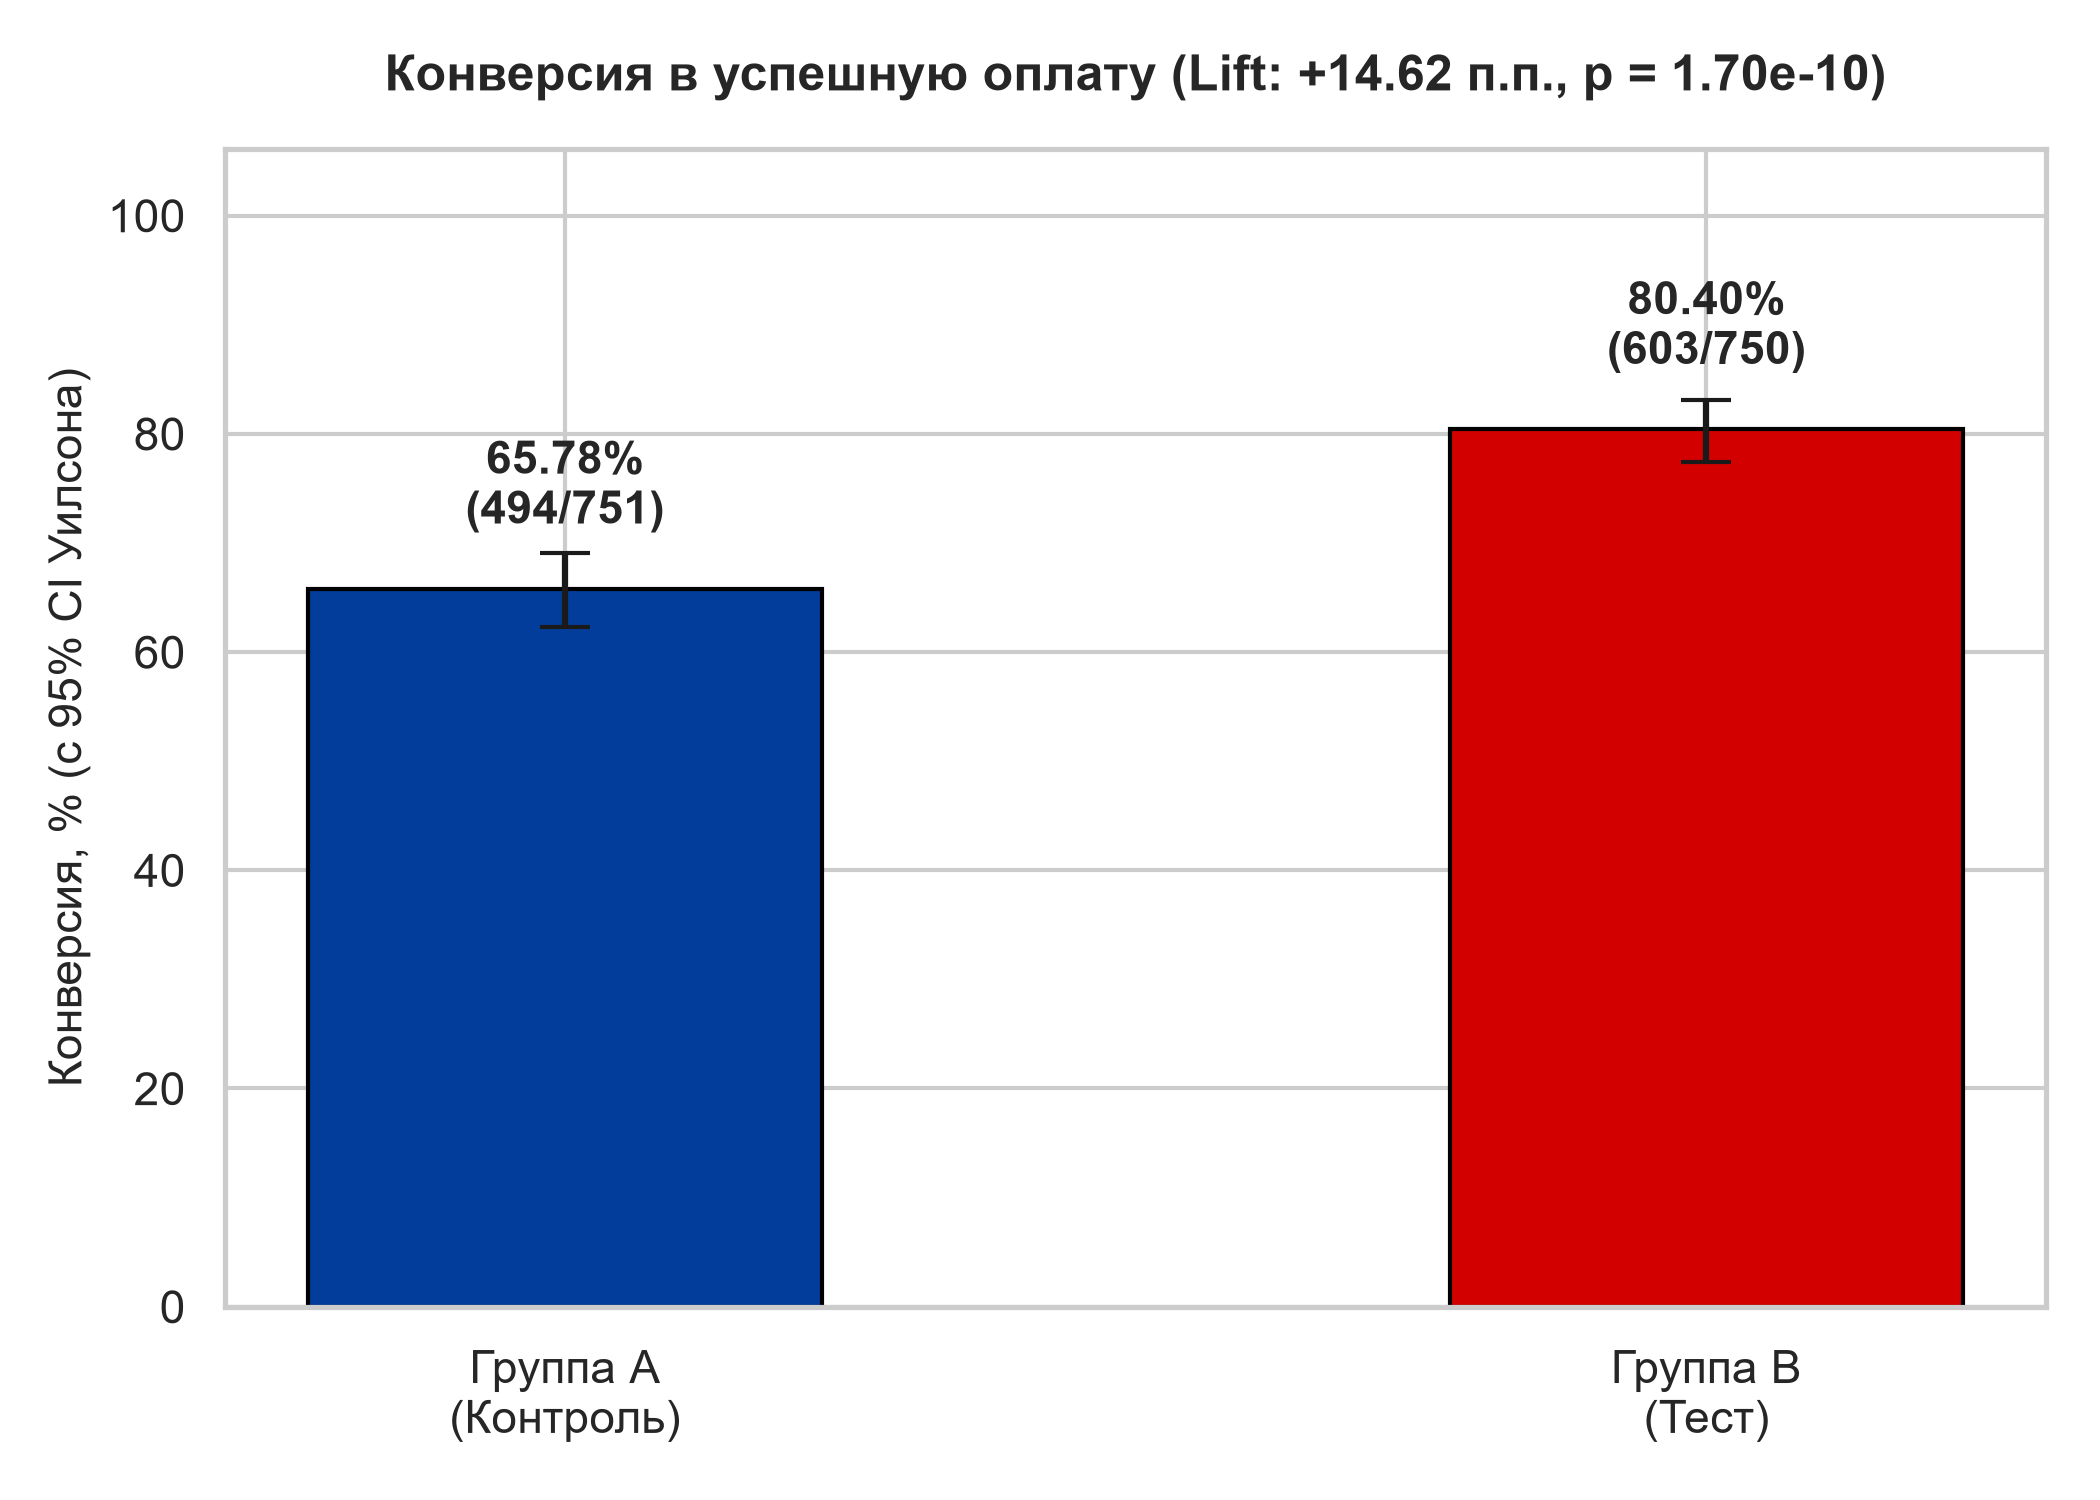 Конверсия в успешную оплату (Lift: +14.62 п.п., p = 1.70e-10)
Конверсия, % (с 95% CI Уилсона)
100
80
60
40
20
0
65.78%
(494/751)
80.40%
(603/750)
Группа A
(Контроль)
Группа B
(Тест)